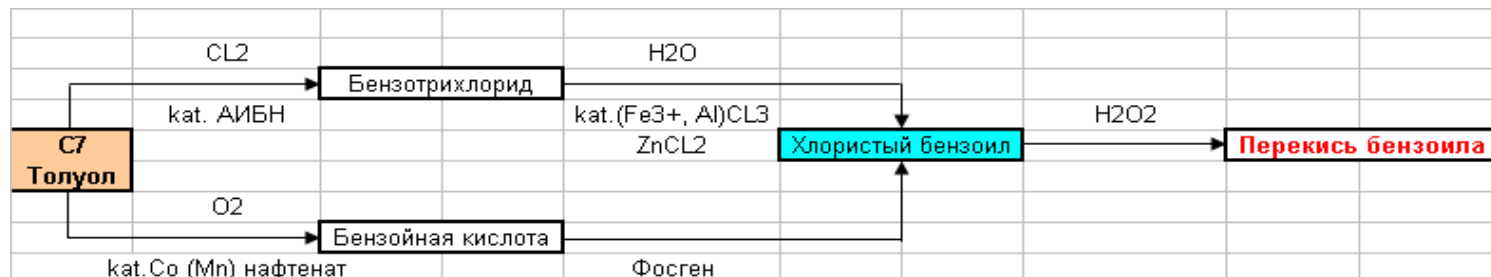 CL2
H2O
Бензотрихлорид
kat. АИБН
kat.(Fe3+, Al)CL3
H2O2
C7
ZnCL2
Хлористый бензоил
Перекись бензоила
Толуол
O2
Бензойная кислота
kat.Co (Mn) нафтенат
Фосген